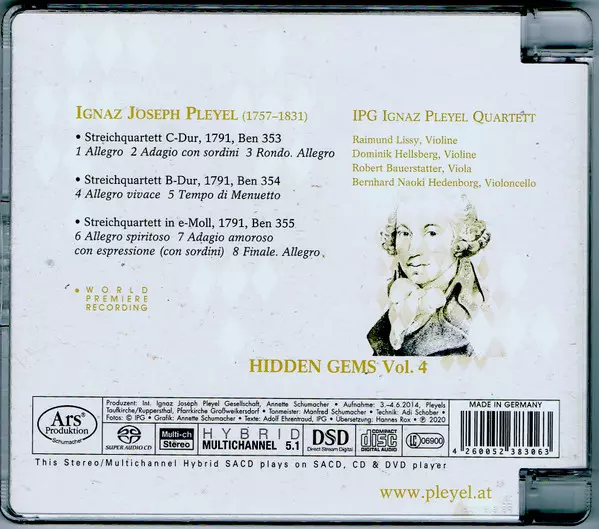 IGNAZ JOSEPH PLEYEL (1757–1831)
• Streichquartett C-Dur, 1791, Ben 353
1 Allegro 2 Adagio con sordini 3 Rondo. Allegro
• Streichquartett B-Dur, 1791, Ben 354
4 Allegro vivace 5 Tempo di Menuetto
• Streichquartett in e-Moll, 1791, Ben 355
6 Allegro spiritoso 7 Adagio amoroso
con espressione (con sordini) 8 Finale. Allegro
• WORLD
PREMIERE
RECORDING
IPG IGNAZ PLEYEL QUARTETT
Raimund Lissy, Violine
Dominik Hellsberg, Violine
Robert Bauerstatter, Viola
Bernhard Naoki Hedenborg, Violoncello
HIDDEN GEMS Vol. 4
Ars
Produktion
Schumacher
Produzent: Int. Ignaz Joseph Pleyel Gesellschaft, Annette Schumacher • Aufnahme: 3.–4.6.2014, Pleyels
Taufkirche/Ruppersthal, Pfarrkirche Großweikersdorf • Tonmeister: Manfred Schumacher • Technik: Adi Schober •
Fotos: © IPG • Grafik: Annette Schumacher • Texte: Adolf Ehrentraud, IPG • Übersetzung: Hannes Rox • ℗ 2020
SUPER AUDIO CD
Multi-ch
Stereo
HYBRID
MULTICHANNEL 5.1
DSD
Direct Stream Digital
COMPACT
disc
DIGITAL AUDIO
LC 06900
MADE IN GERMANY
4 260052 383063
This Stereo/Multichannel Hybrid SACD plays on SACD, CD & DVD player
www.pleyel.at